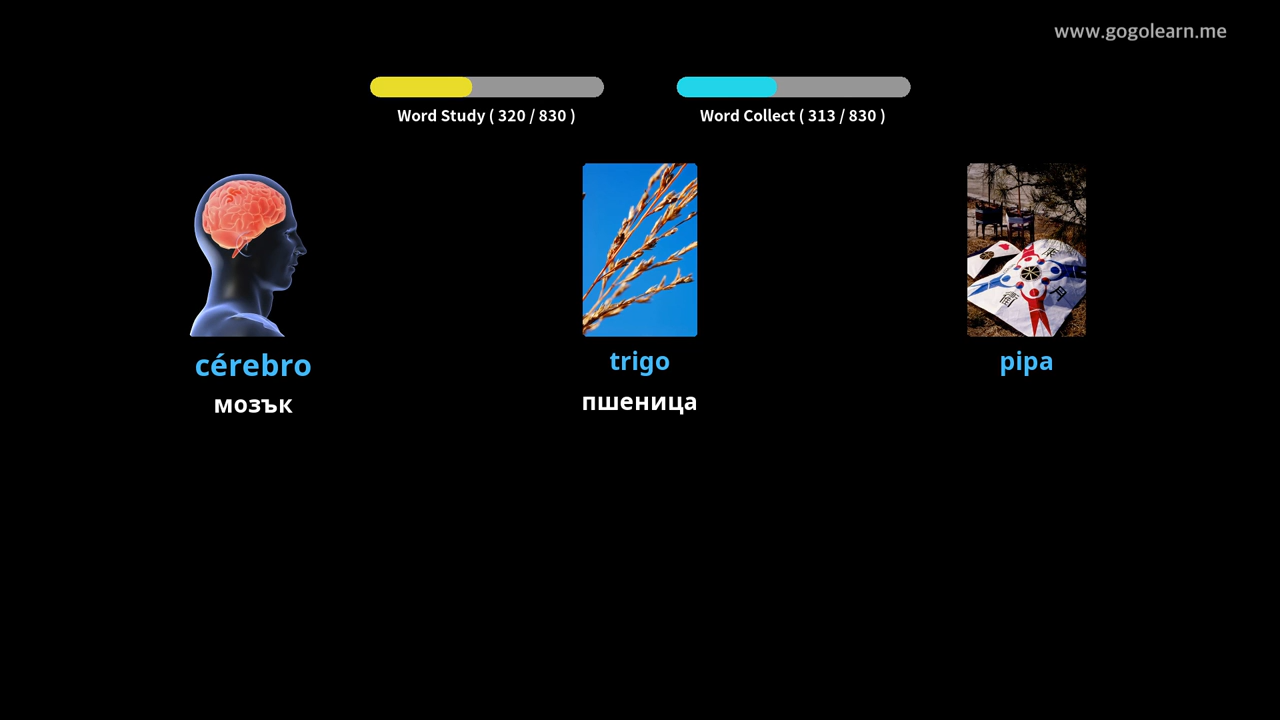 www.gogolearn.me
Word Study ( 320 / 830 )
Word Collect ( 313 / 830 )
cérebro
мозък
trigo
пшеница
pipa